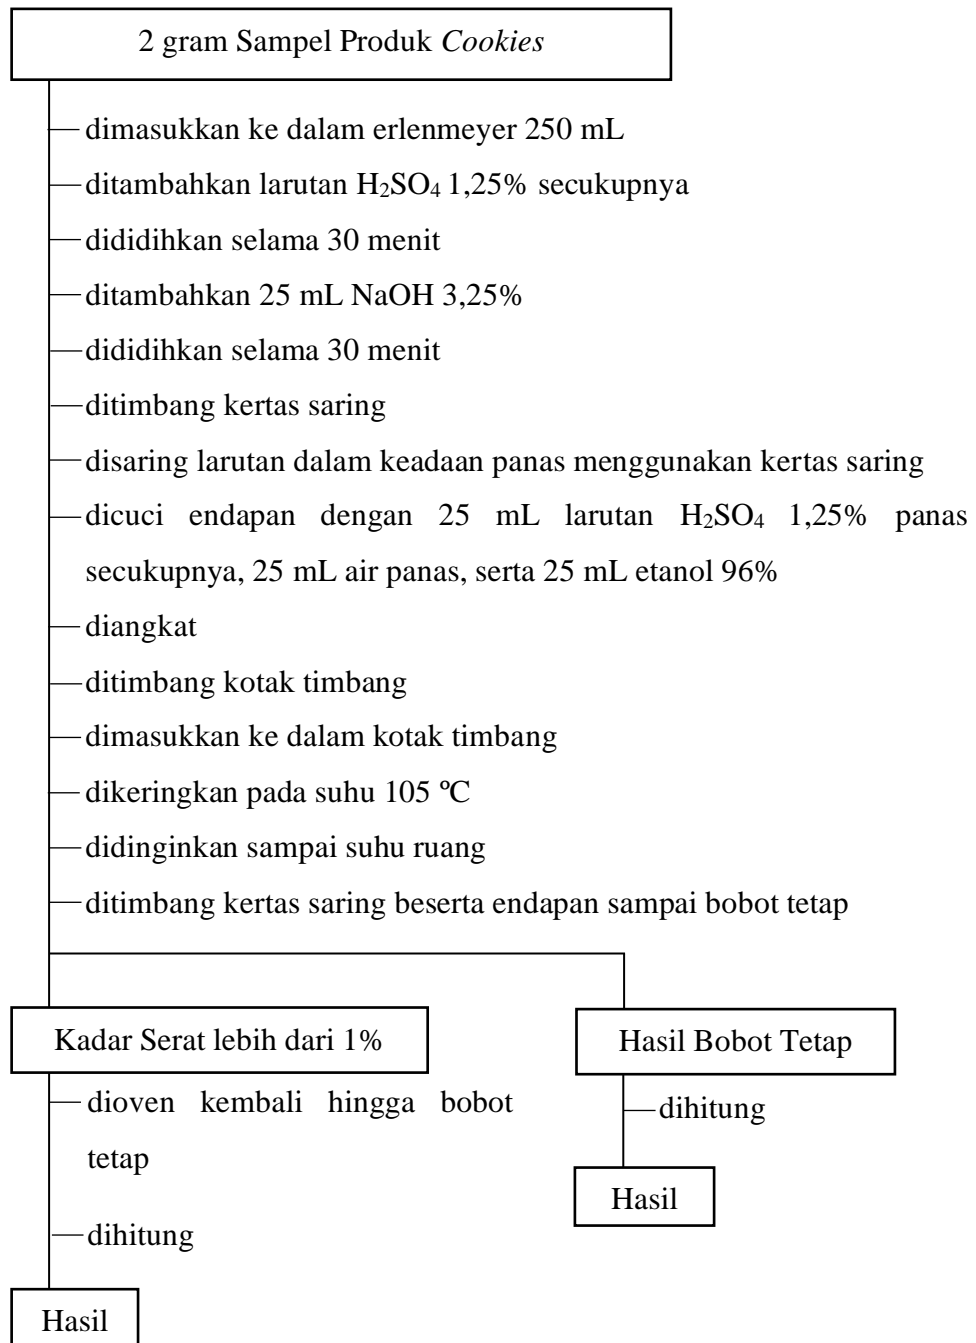 2 gram Sampel Produk Cookies
dimasukkan ke dalam erlenmeyer 250 mL
ditambahkan larutan H₂SO₄ 1,25% secukupnya
dididihkan selama 30 menit
ditambahkan 25 mL NaOH 3,25%
dididihkan selama 30 menit
ditimbang kertas saring
disaring larutan dalam keadaan panas menggunakan kertas saring
dicuci endapan dengan 25 mL larutan H₂SO₄ 1,25% panas
secukupnya, 25 mL air panas, serta 25 mL etanol 96%
diangkat
ditimbang kotak timbang
dimasukkan ke dalam kotak timbang
dikeringkan pada suhu 105 ºC
didinginkan sampai suhu ruang
ditimbang kertas saring beserta endapan sampai bobot tetap
Kadar Serat lebih dari 1%
dioven kembali hingga bobot
tetap
dihitung
Hasil
Hasil Bobot Tetap
dihitung
Hasil